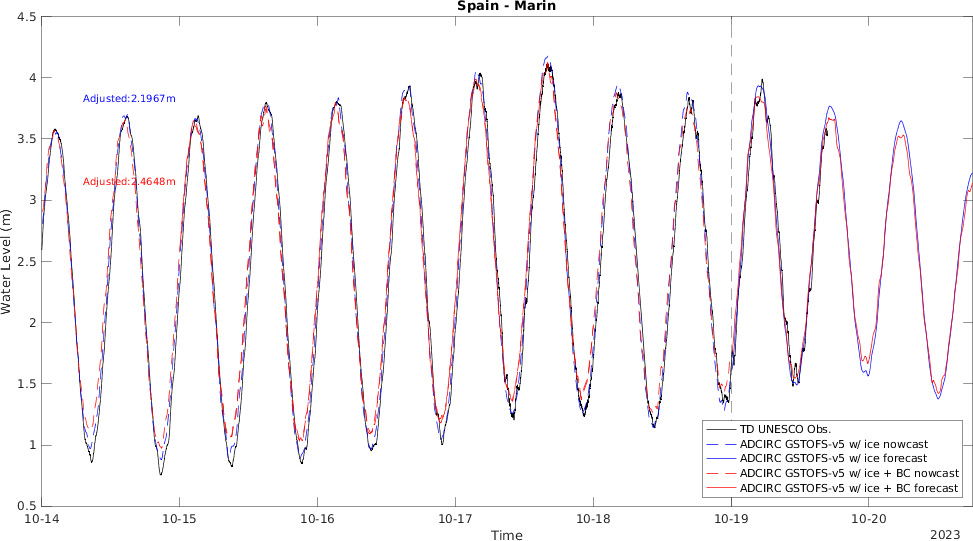 Spain - Marin
4.5
4
3.5
3
2.5
2
1.5
1
0.5
Water Level (m)
Adjusted:2.1967m
Adjusted:2.4648m
TD UNESCO Obs.
ADCIRC GSTOFS-v5 w/ ice nowcast
ADCIRC GSTOFS-v5 w/ ice forecast
ADCIRC GSTOFS-v5 w/ ice + BC nowcast
ADCIRC GSTOFS-v5 w/ ice + BC forecast
10-14 10-15 10-16 10-17 10-18 10-19 10-20
Time
2023